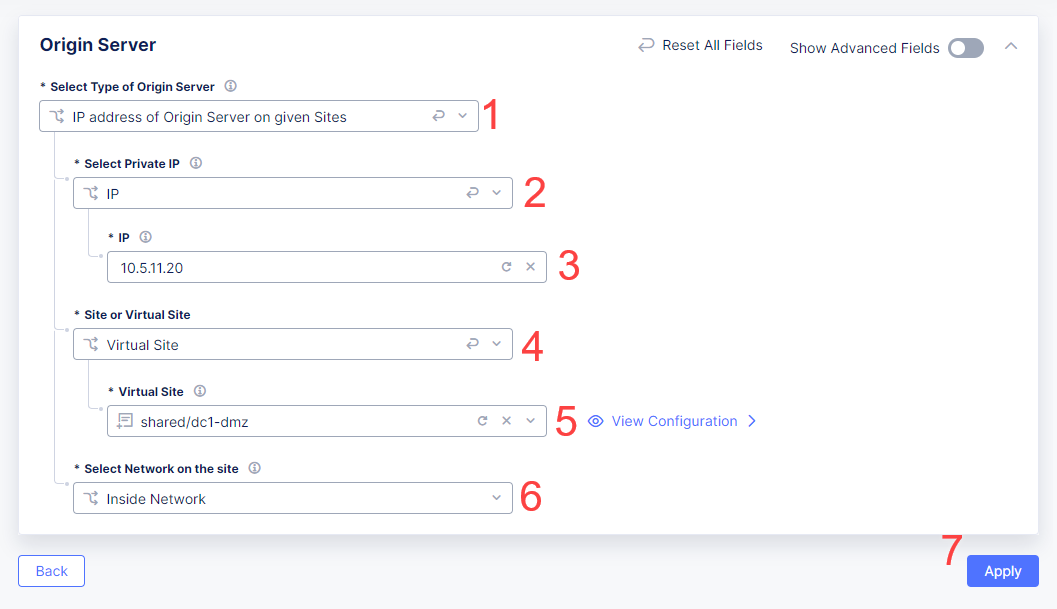 Origin Server
Reset All Fields
Show Advanced Fields
* Select Type of Origin Server
IP address of Origin Server on given Sites
1
* Select Private IP
IP
2
* IP
10.5.11.20
3
* Site or Virtual Site
Virtual Site
4
* Virtual Site
shared/dc1-dmz
5
View Configuration
* Select Network on the site
Inside Network
6
7
Back
Apply